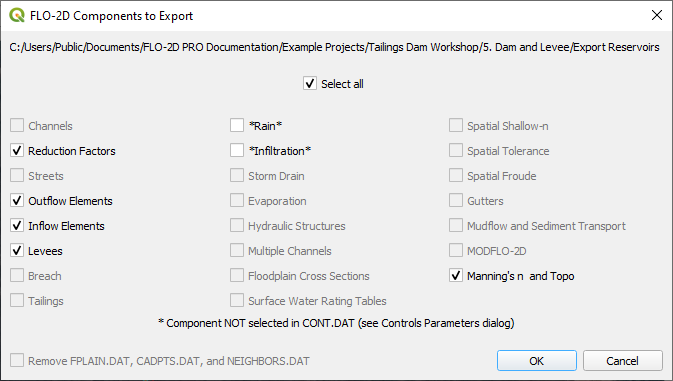 FLO-2D Components to Export
C:/Users/Public/Documents/FLO-2D PRO Documentation/Example Projects/Tailings Dam Workshop/5. Dam and Levee/Export Reservoirs
Select all
Channels
Reduction Factors
Streets
Outflow Elements
Inflow Elements
Levees
Breach
Tailings
*Rain*
*Infiltration*
Storm Drain
Evaporation
Hydraulic Structures
Multiple Channels
Floodplain Cross Sections
Surface Water Rating Tables
Spatial Shallow-n
Spatial Tolerance
Spatial Froude
Gutters
Mudflow and Sediment Transport
MODFLO-2D
Manning's n and Topo
* Component NOT selected in CONT.DAT (see Controls Parameters dialog)
Remove FPLAIN.DAT, CADPTS.DAT, and NEIGHBORS.DAT
OK
Cancel